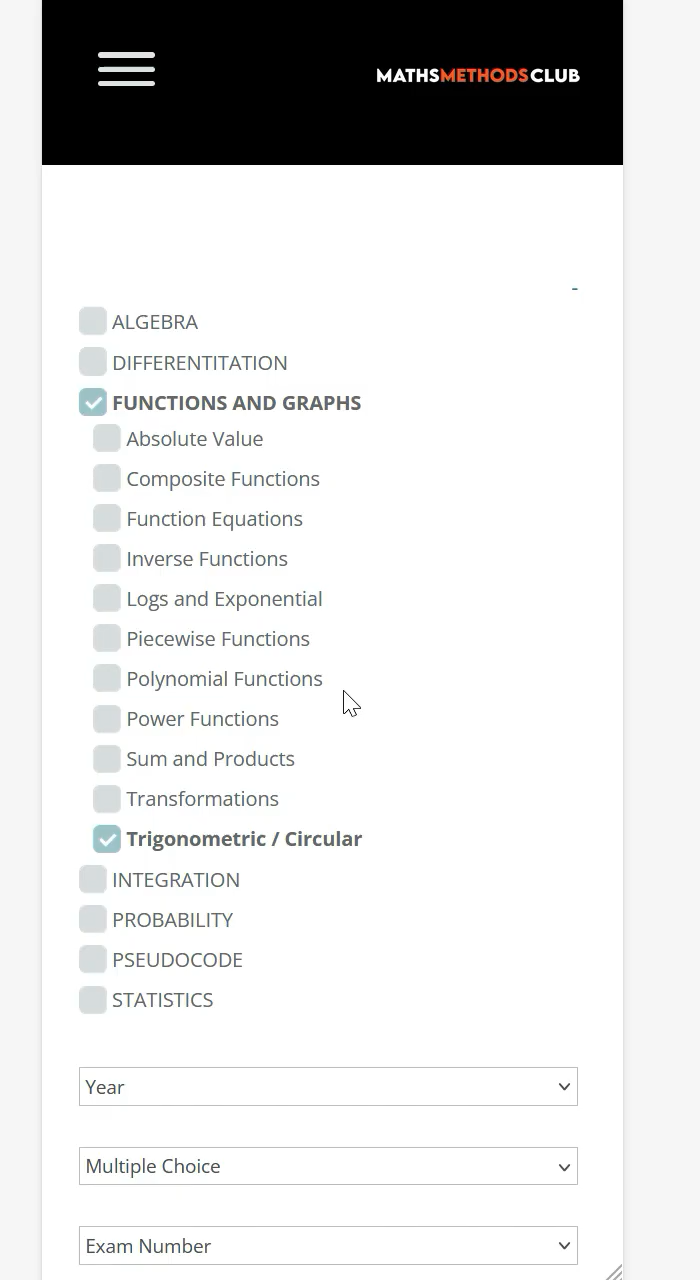 MATHSMETHODSCLUB
-
ALGEBRA
DIFFERENTITATION
FUNCTIONS AND GRAPHS
Absolute Value
Composite Functions
Function Equations
Inverse Functions
Logs and Exponential
Piecewise Functions
Polynomial Functions
Power Functions
Sum and Products
Transformations
Trigonometric / Circular
INTEGRATION
PROBABILITY
PSEUDOCODE
STATISTICS
Year
Multiple Choice
Exam Number